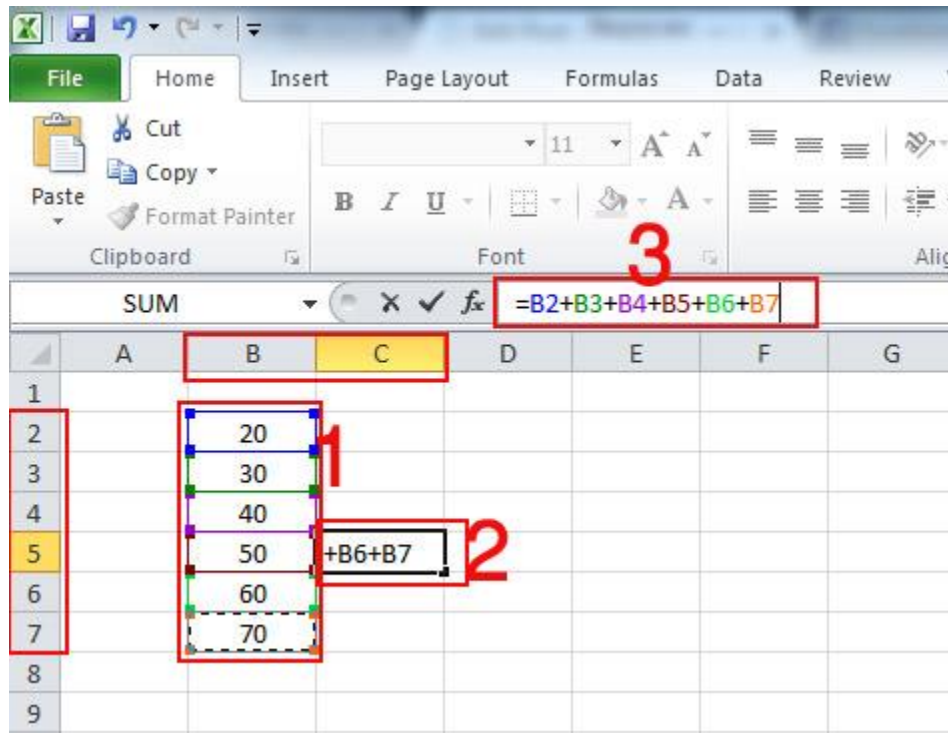 File Home Insert Page Layout Formulas Data Review
Cut
Copy
Format Painter
Paste
11 A A
B I U A
Clipboard Font
3
SUM fx =B2+B3+B4+B5+B6+B7
A B C D E F G
1
2 20
1
3 30
4 40
5 50 +B6+B7
2
6 60
7 70
8
9